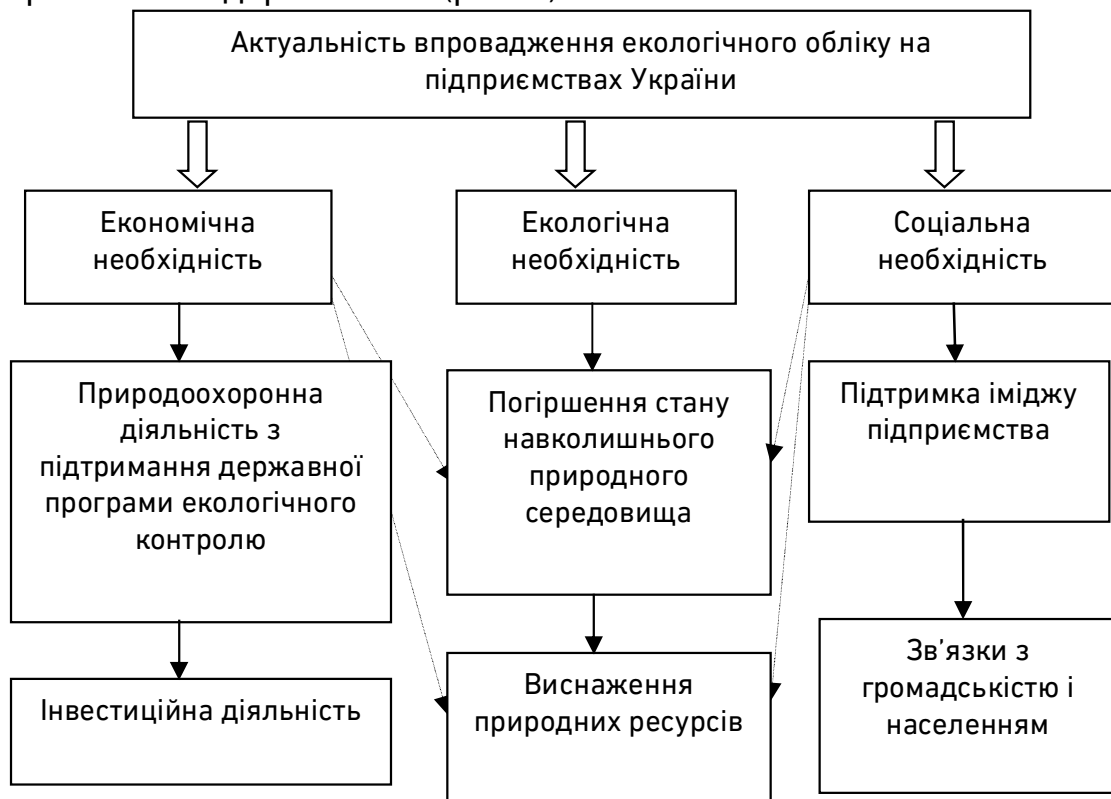 Актуальність впровадження екологічного обліку на
підприємствах України
Економічна
необхідність
Екологічна
необхідність
Соціальна
необхідність
Природоохоронна
діяльність з
підтримання державної
програми екологічного
контролю
Погіршення стану
навколишнього
природного
середовища
Підтримка іміджу
підприємства
Інвестиційна діяльність
Виснаження
природних ресурсів
Зв'язки з
громадськістю і
населенням